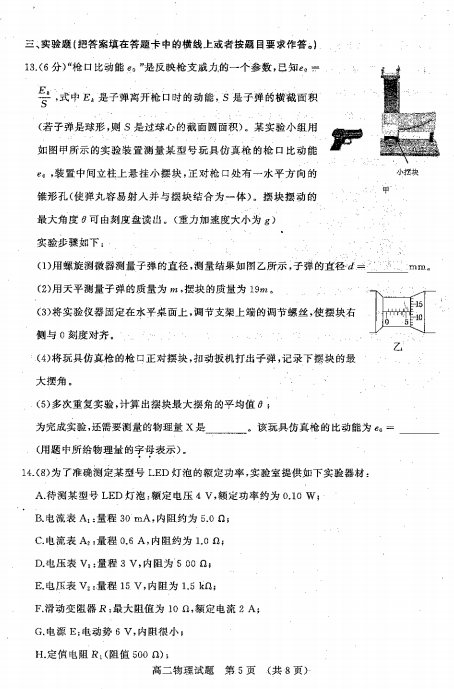 三、实验题(把答案填在答题卡中的横线上或者按题目要求作答。)
13.(6分)“枪口比动能e₀”是反映枪支威力的一个参数,已知e₀=
Eₖ/S,式中Eₖ是子弹离开枪口时的动能,S是子弹的横截面积
(若子弹是球形,则S是过球心的截面圆面积)。某实验小组用
如图甲所示的实验装置测量某型号玩具仿真枪的枪口比动能
e₀,装置中间立柱上悬挂小摆块,正对枪口处有一水平方向的
锥形孔(使弹丸容易射入并与摆块结合为一体)。摆块摆动的
最大角度θ可由刻度盘读出。(重力加速度大小为g)
小摆块
甲
实验步骤如下:
(1)用螺旋测微器测量子弹的直径,测量结果如图乙所示,子弹的直径d=______mm。
(2)用天平测量子弹的质量为m,摆块的质量为19m。
(3)将实验仪器固定在水平桌面上,调节支架上端的调节螺丝,使摆块右
侧与0刻度对齐。
0 5
15
10
乙
(4)将玩具仿真枪的枪口正对摆块,扣动扳机打出子弹,记录下摆块的最
大摆角。
(5)多次重复实验,计算出摆块最大摆角的平均值θ;
为完成实验,还需要测量的物理量X是______。该玩具仿真枪的比动能为e₀=______
(用题中所给物理量的字母表示)。
14.(8)为了准确测定某型号LED灯泡的额定功率,实验室提供如下实验器材:
A.待测某型号LED灯泡:额定电压4 V,额定功率约为0.10 W;
B.电流表A₁:量程30 mA,内阻约为5.0 Ω;
C.电流表A₂:量程0.6 A,内阻约为1.0 Ω;
D.电压表V₁:量程3 V,内阻为500 Ω;
E.电压表V₂:量程15 V,内阻为1.5 kΩ;
F.滑动变阻器R:最大阻值为10 Ω,额定电流2 A;
G.电源E:电动势6 V,内阻很小;
H.定值电阻R₁(阻值500 Ω);
高二物理试题 第5页 (共8页)